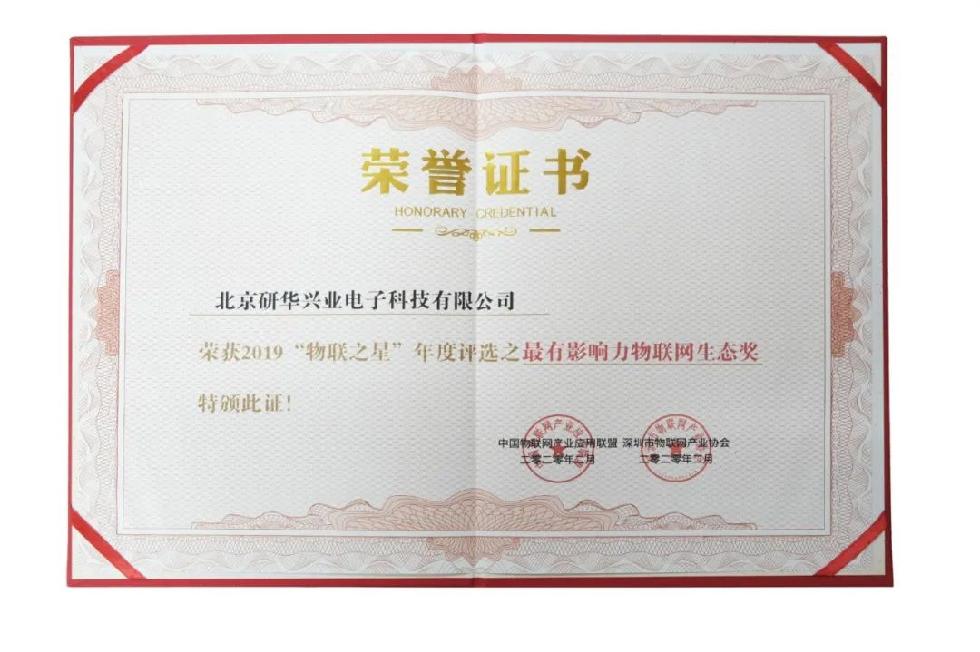 荣誉证书
HONORARY CREDENTIAL
北京研华兴业电子科技有限公司
荣获2019“物联之星”年度评选之最有影响力物联网生态奖
特颁此证!
中国物联网产业应用联盟 深圳市物联网产业协会
二零二零年二月 二零二零年二月